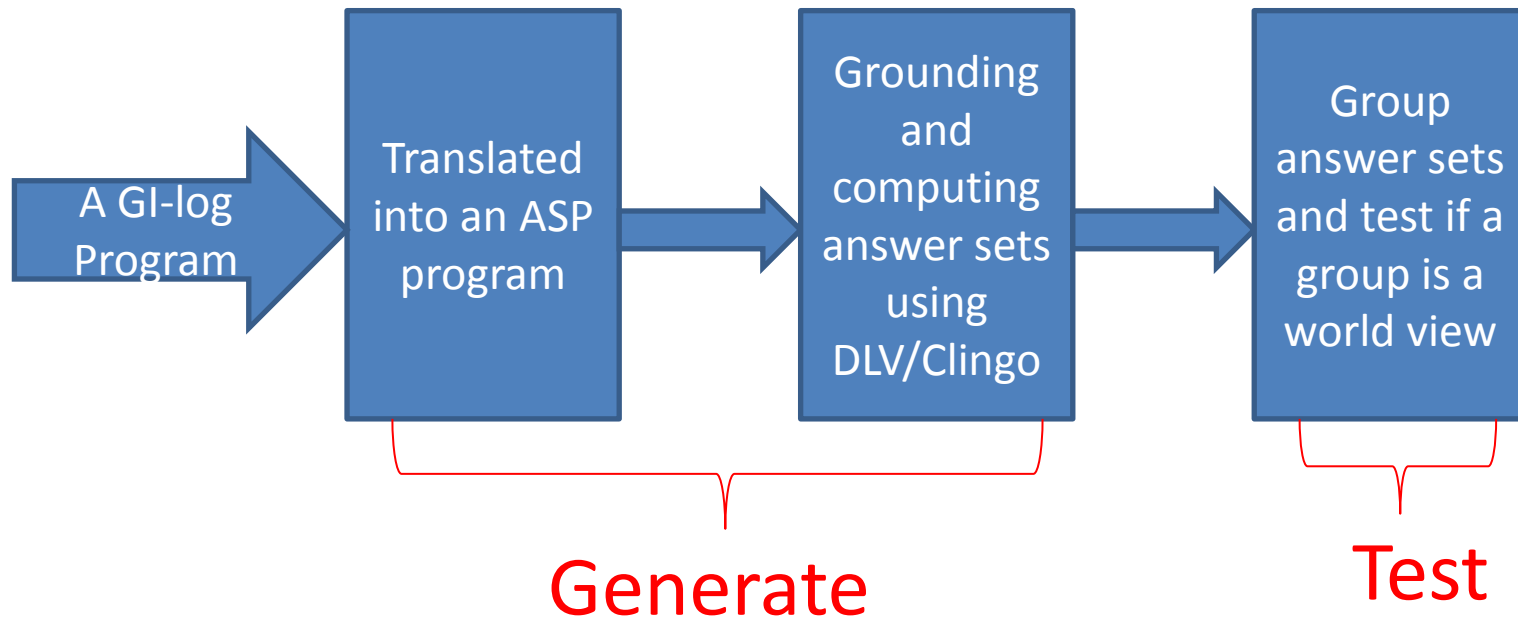 A GI-log
Program
Translated
into an ASP
program
Grounding
and
computing
answer sets
using
DLV/Clingo
Group
answer sets
and test if a
group is a
world view
Generate
Test